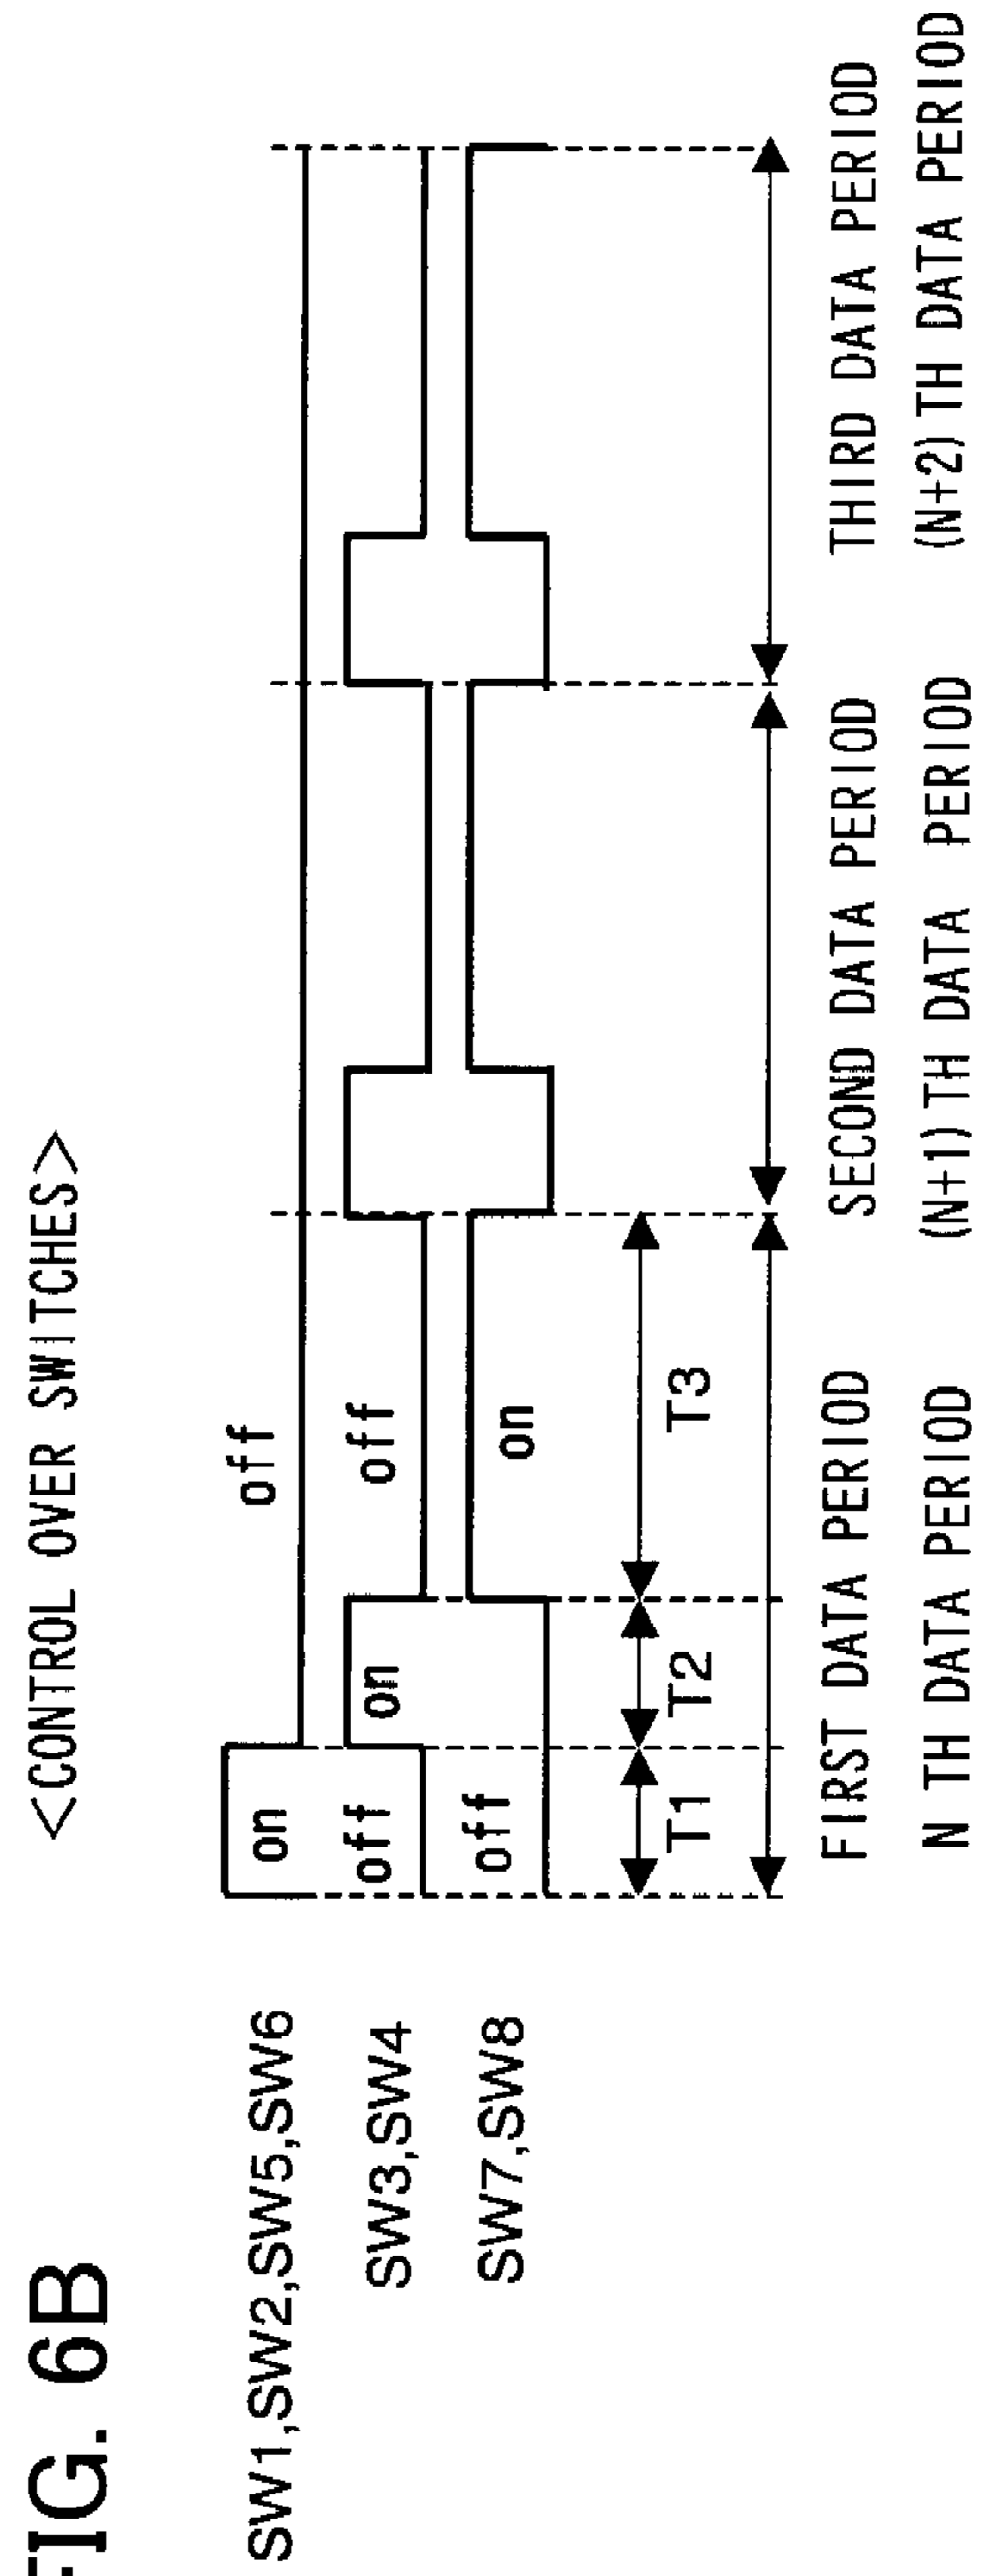 FIG. 6B
<CONTROL OVER SWITCHES>
SW1,SW2,SW5,SW6
on
off
SW3,SW4
off
on
off
SW7,SW8
off
on
T1
T2
T3
FIRST DATA PERIOD
SECOND DATA PERIOD
THIRD DATA PERIOD
N TH DATA PERIOD
(N+1) TH DATA PERIOD
(N+2) TH DATA PERIOD